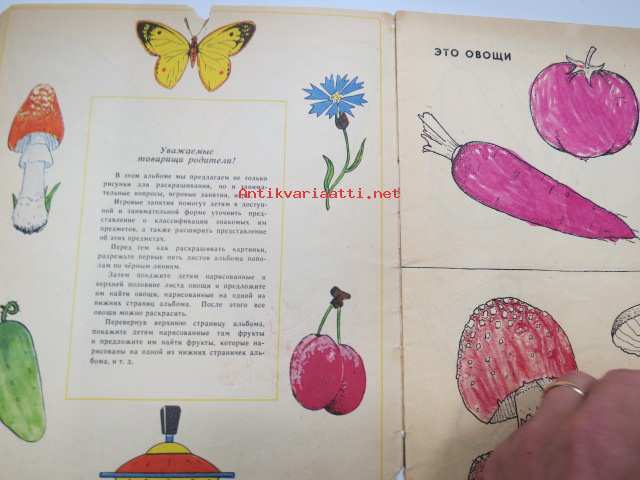 Уважаемые
товарища родители!
В этом альбоме мы предлагаем не только
рисунки для раскрашивания, но и занима-
тельные вопросы, игровые занятия,
Игровые занятия помогут детям в доступ-
ной и занимательной форме уточнить пред-
ставление о классификации знакомых им
предметов, а также расширить представление
об этих предметах.
Перед тем как раскрашивать картинки,
разрежьте первые пять листов альбома попо-
лам по чёрным линиям.
Затем покажите детям нарисованные в
верхней половине листа овощи и предложите
им найти овощи, нарисованные на одной из
нижних страниц альбома. После этого все
овощи можно раскрасить.
Перевернув верхнюю страницу альбома,
покажите детям нарисованные там фрукты
и предложите им найти фрукты, которые на-
рисованы на одной из нижних страничек аль-
бома, и т. д.
ЭТО ОВОЩИ
Antikvariaatti.net